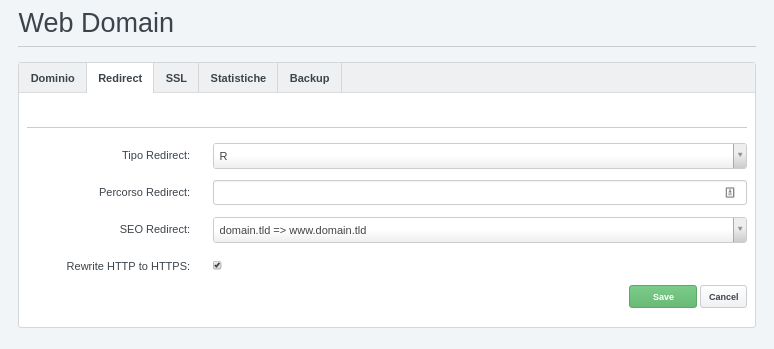 Web Domain
Dominio Redirect SSL Statistiche Backup
Tipo Redirect: R
Percorso Redirect:
SEO Redirect: domain.tld => www.domain.tld
Rewrite HTTP to HTTPS:
Save Cancel